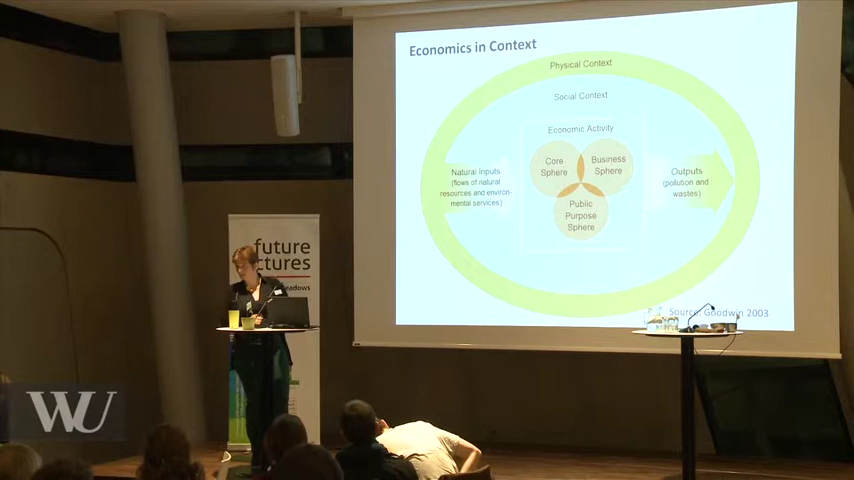 Economics in Context
Physical Context
Social Context
Economic Activity
Core
Sphere
Business
Sphere
Public
Purpose
Sphere
Natural Inputs
(flows of natural
resources and environ-
mental services)
Outputs
(pollution and
wastes)
Source: Goodwin 2003
future
ctures
eadows
WU